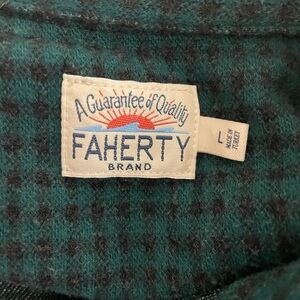 A Guarantee of Quality
FAHERTY
BRAND
L
MADE IN
TURKEY